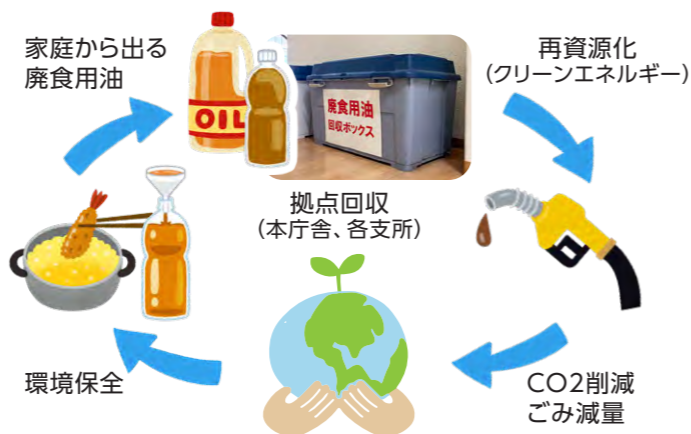 家庭から出る
廃食用油
OIL
廃食用油
回収ボックス
拠点回収
(本庁舎、各支所)
再資源化
(クリーンエネルギー)
CO2削減
ごみ減量
環境保全